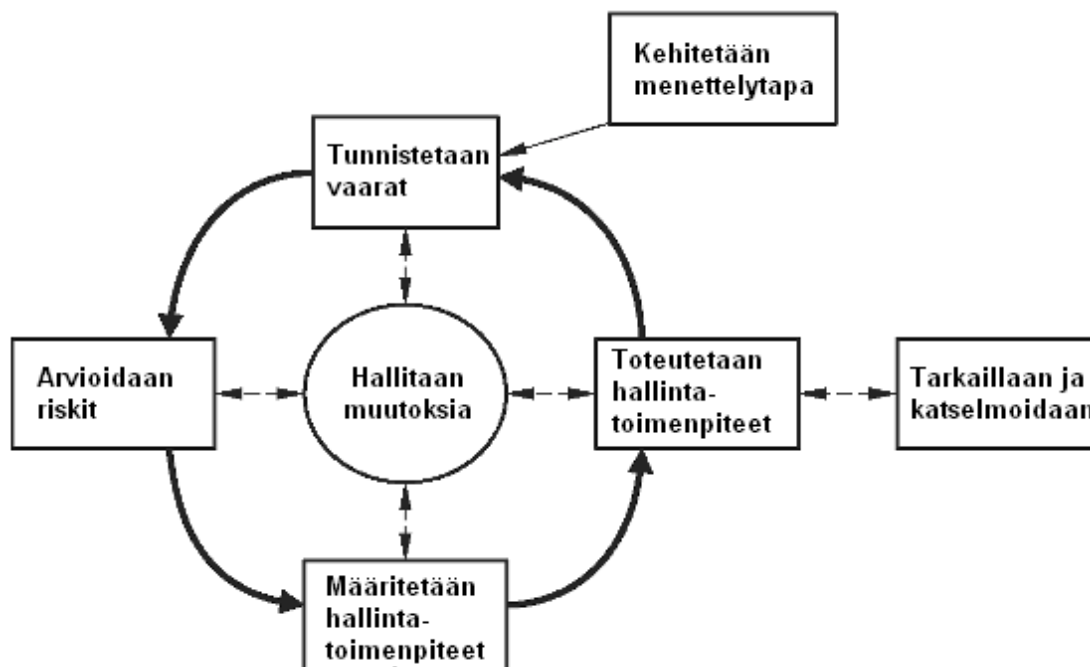 Kehitetään
menettelytapa
Tunnistetaan
vaarat
Arvioidaan
riskit
Hallitaan
muutoksia
Toteutetaan
hallinta-
toimenpiteet
Tarkaillaan ja
katselmoidaan
Määritetään
hallinta-
toimenpiteet